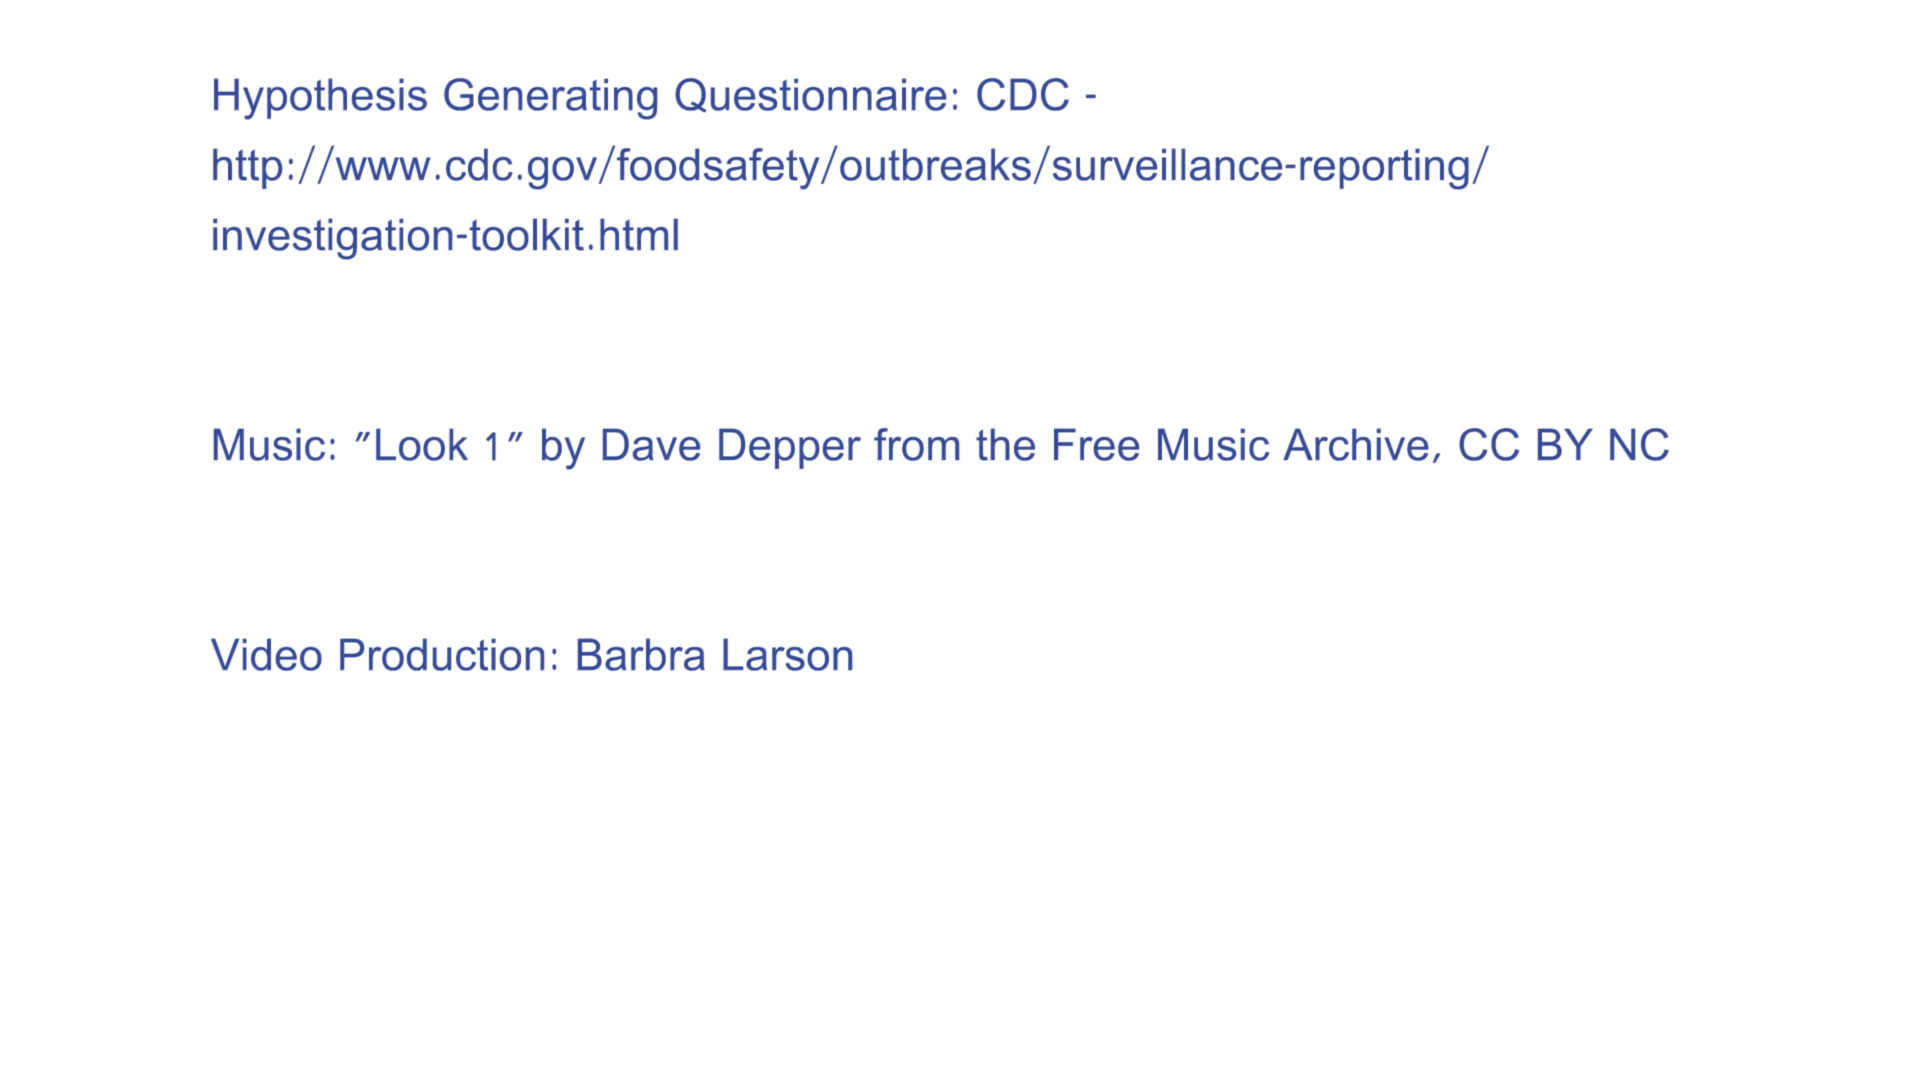 Hypothesis Generating Questionnaire: CDC -
http://www.cdc.gov/foodsafety/outbreaks/surveillance-reporting/
investigation-toolkit.html
Music: "Look 1" by Dave Depper from the Free Music Archive, CC BY NC
Video Production: Barbra Larson